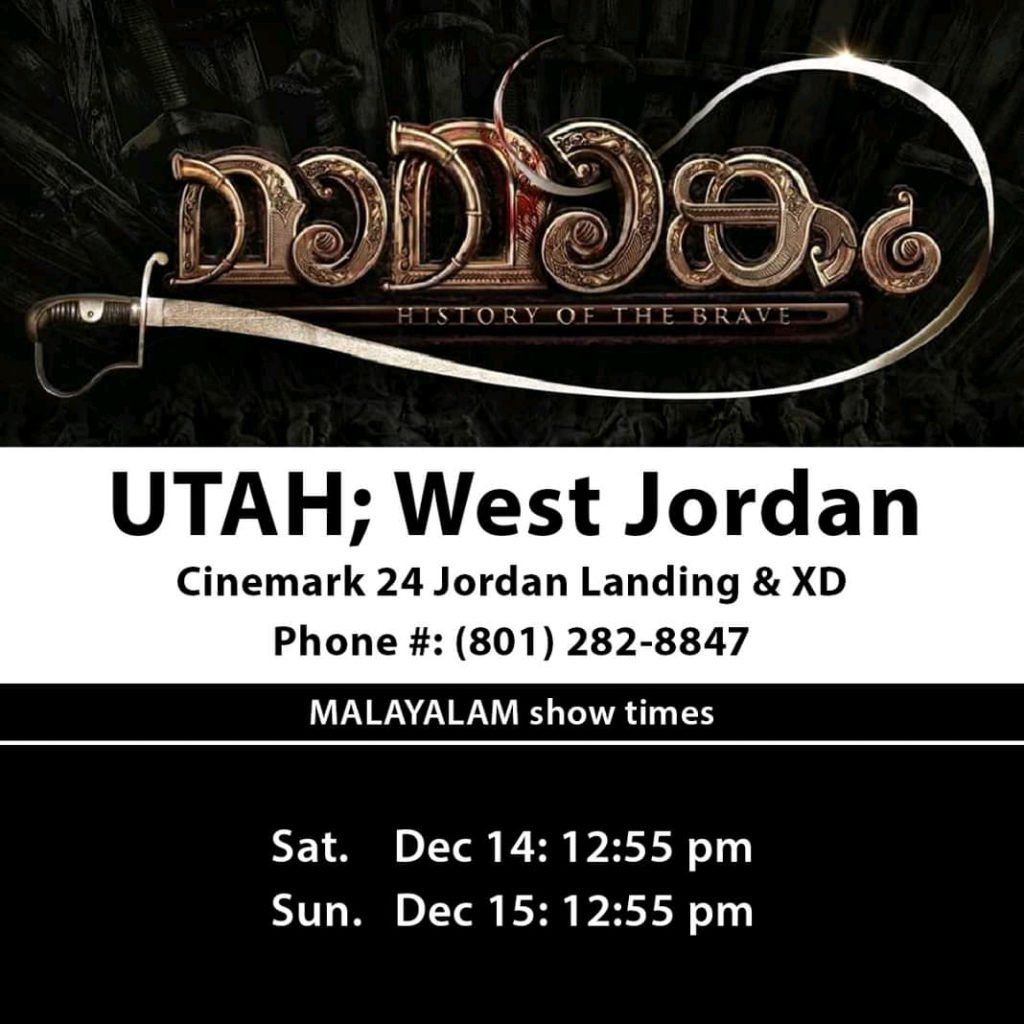 മാമാങ്കം
HISTORY OF THE BRAVE
UTAH; West Jordan
Cinemark 24 Jordan Landing & XD
Phone #: (801) 282-8847
MALAYALAM show times
Sat. Dec 14: 12:55 pm
Sun. Dec 15: 12:55 pm